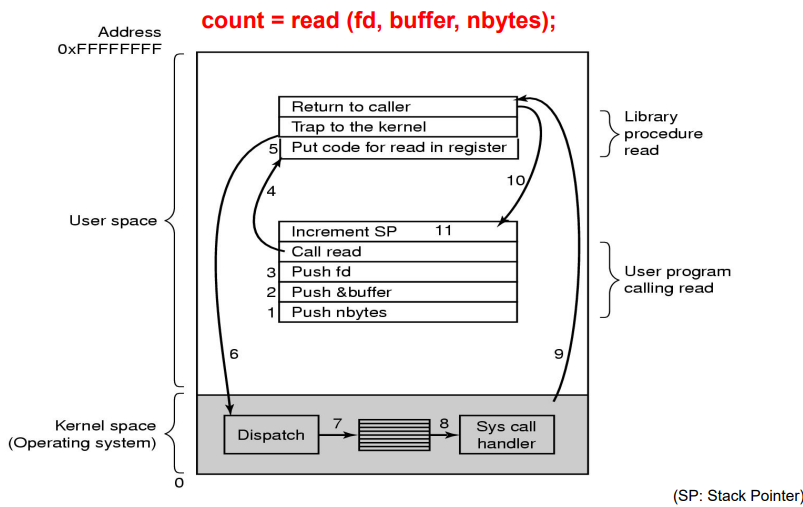 count = read (fd, buffer, nbytes);
Address
0xFFFFFFFF
Return to caller
Trap to the kernel
5 Put code for read in register
Library
procedure
read
4
10
User space
Increment SP 11
Call read
3 Push fd
2 Push &buffer
1 Push nbytes
User program
calling read
6
9
Kernel space
(Operating system)
Dispatch
7
8
Sys call
handler
0
(SP: Stack Pointer)